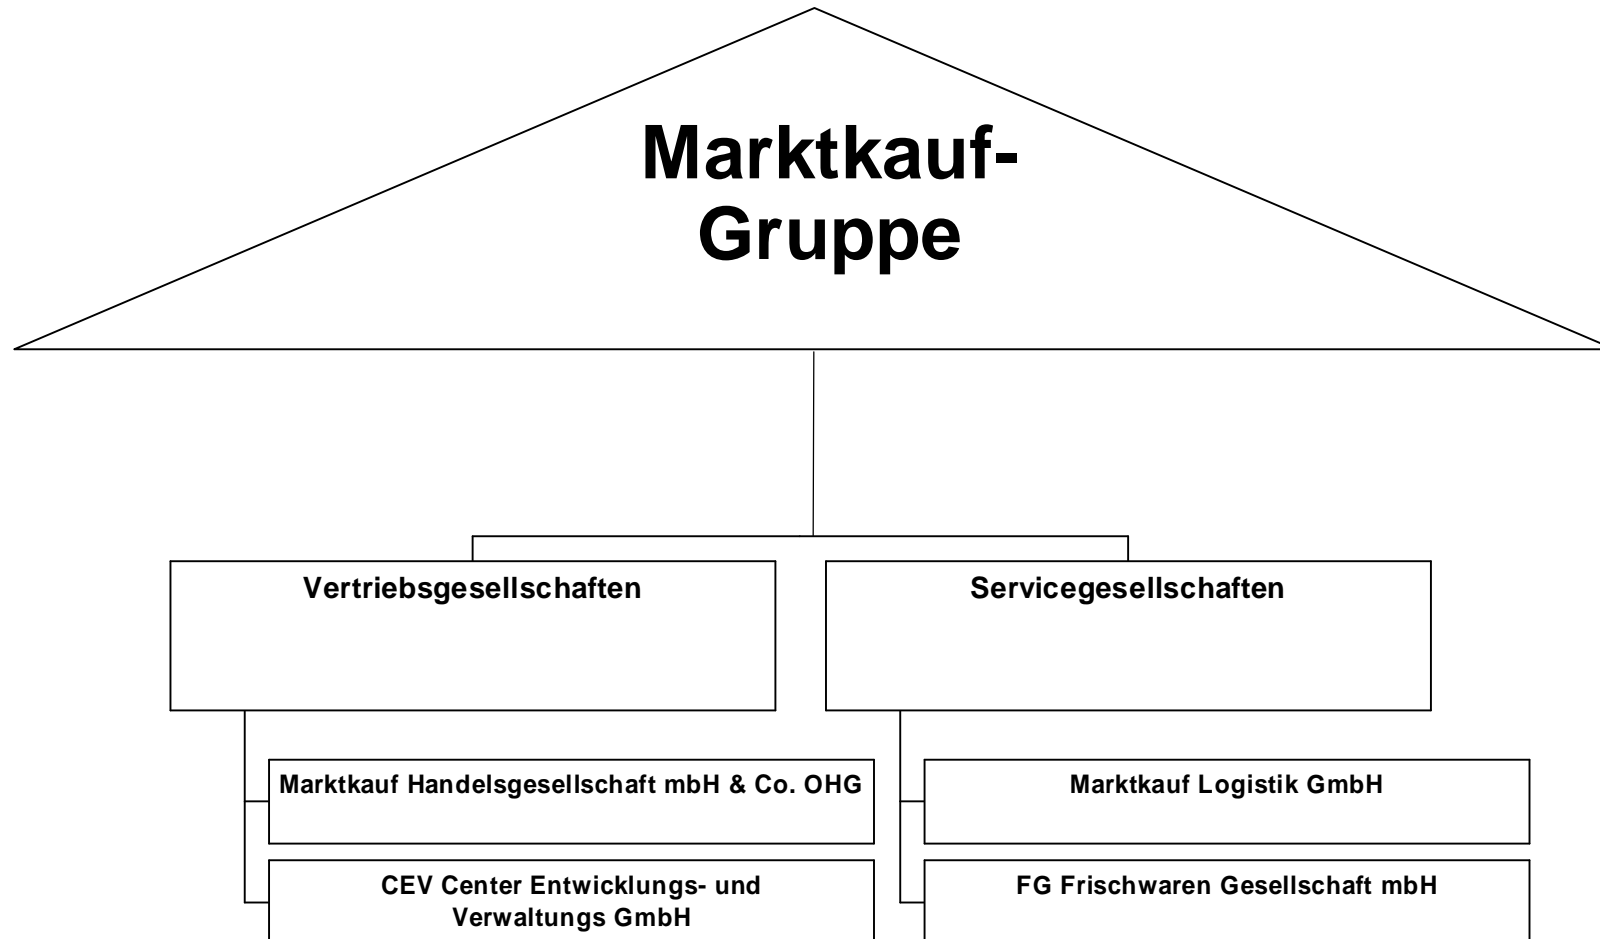 Marktkauf-
Gruppe
Vertriebsgesellschaften
Servicegesellschaften
Marktkauf Handelsgesellschaft mbH & Co. OHG
Marktkauf Logistik GmbH
CEV Center Entwicklungs- und
Verwaltungs GmbH
FG Frischwaren Gesellschaft mbH